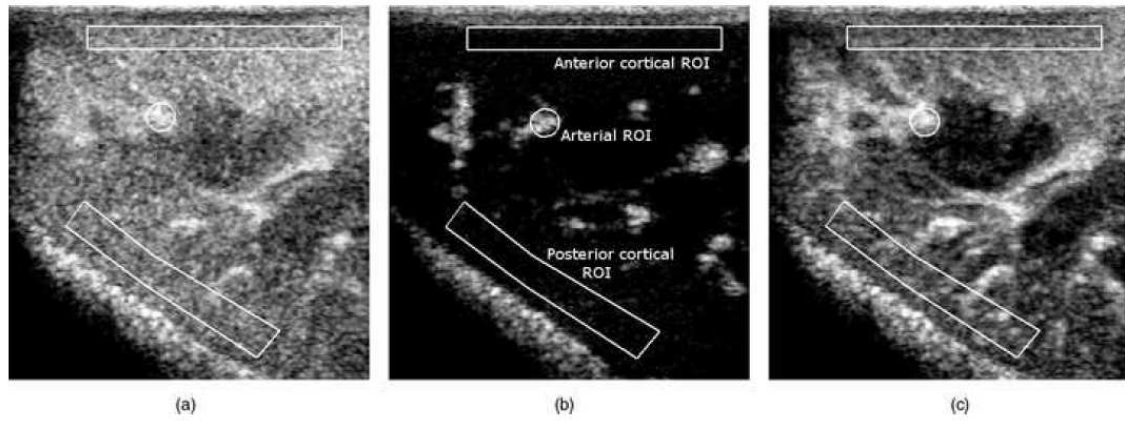 Anterior cortical ROI
Arterial ROI
Posterior cortical
ROI
(a)
(b)
(c)